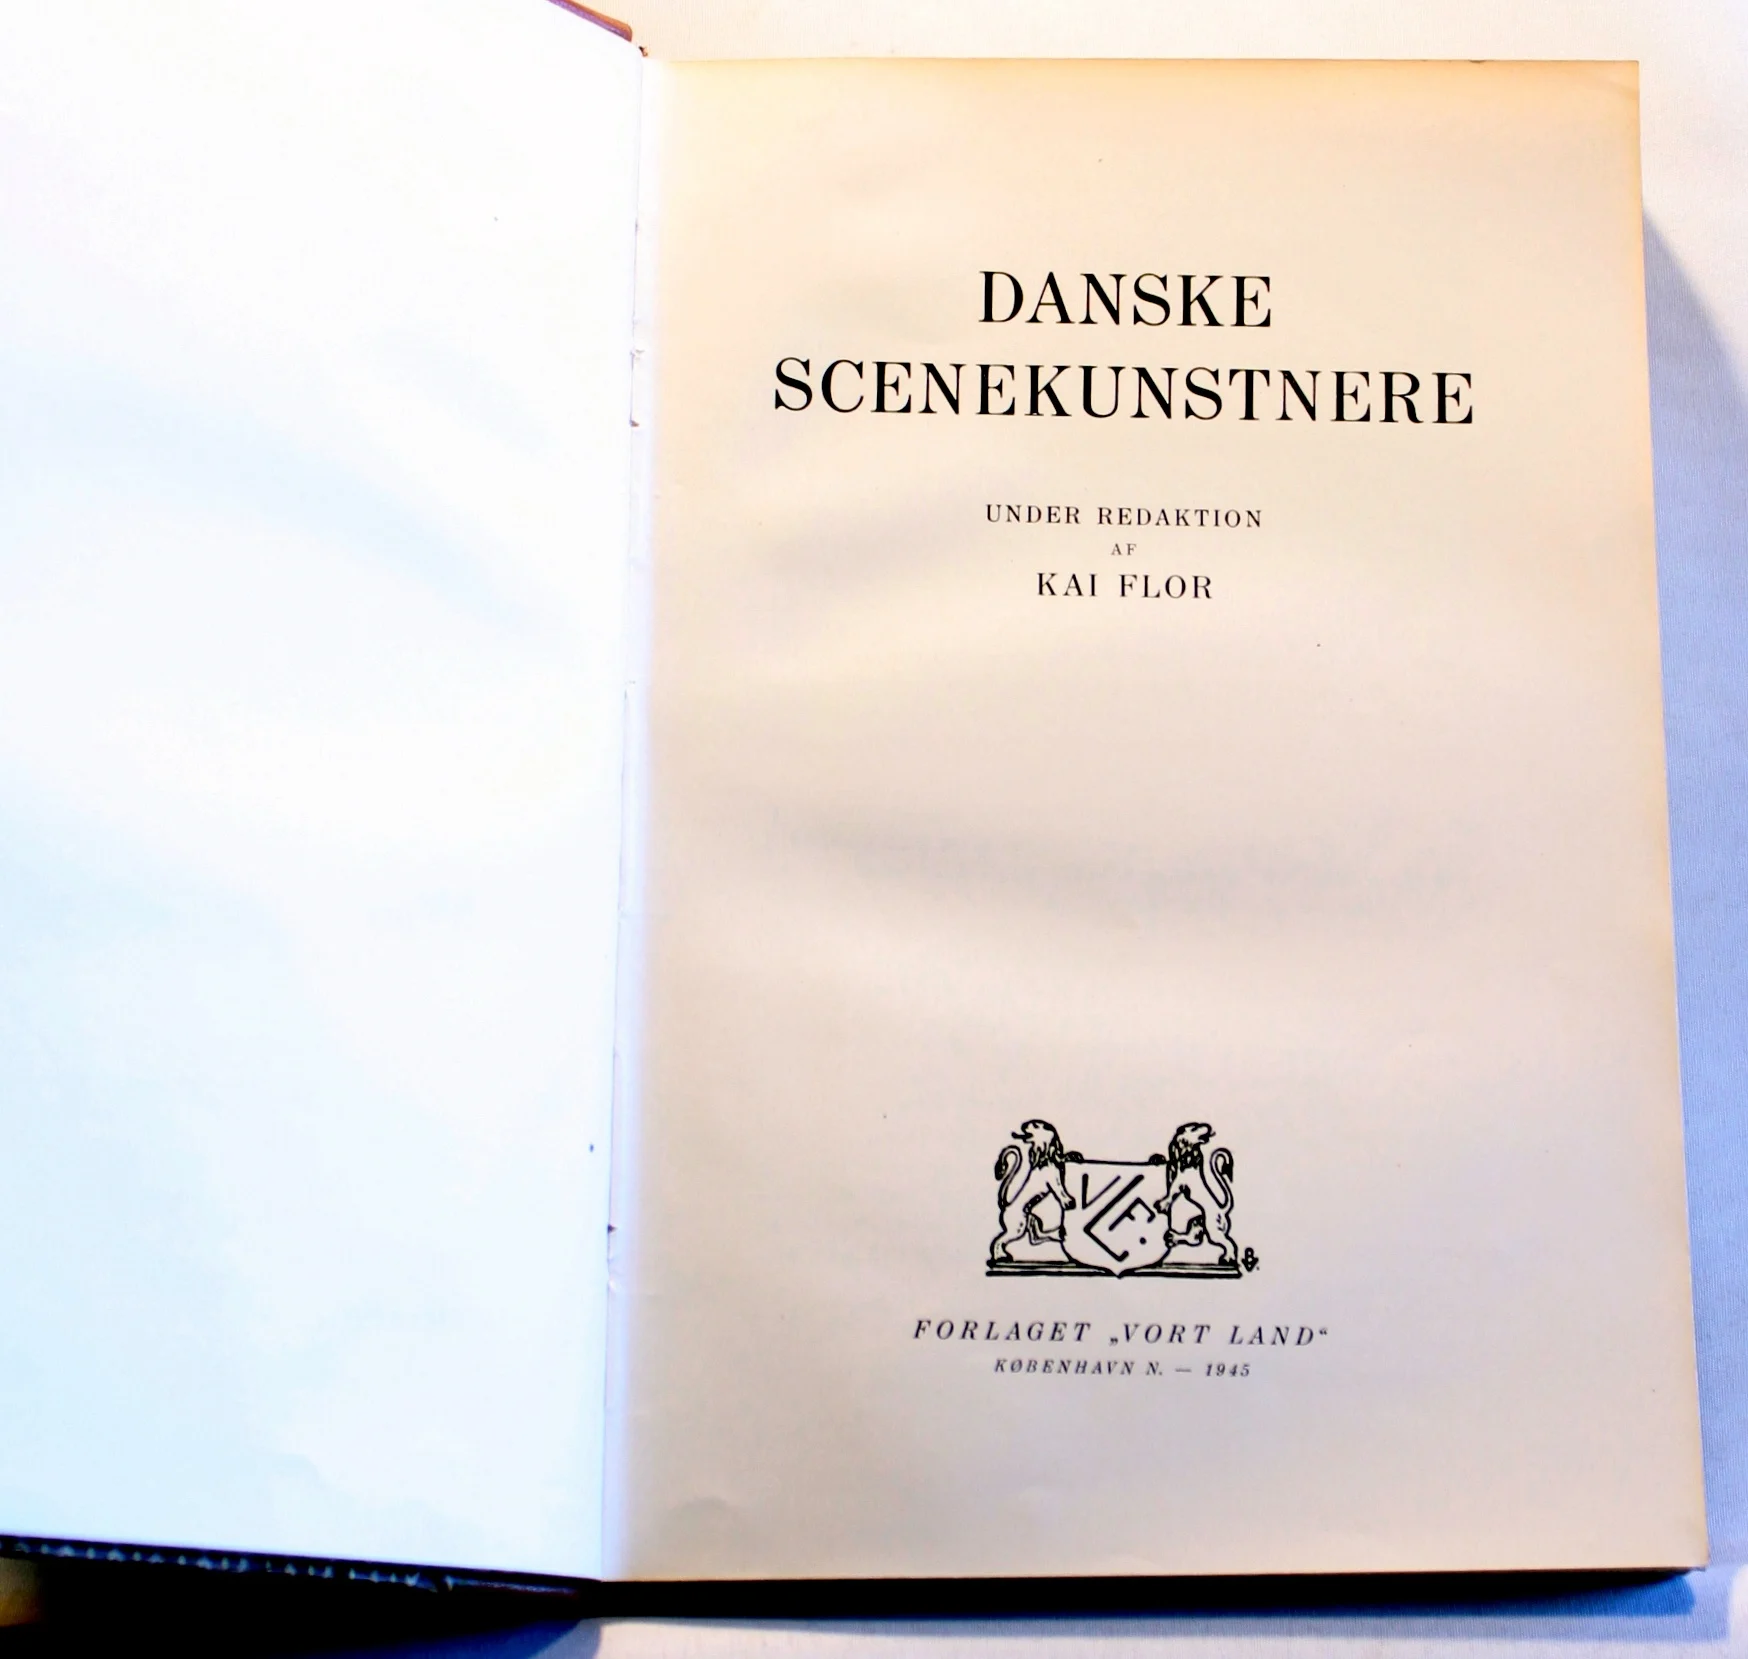 DANSKE
SCENEKUNSTNERE
UNDER REDAKTION
AF
KAI FLOR
FORLAGET „VORT LAND“
KØBENHAVN N. — 1945